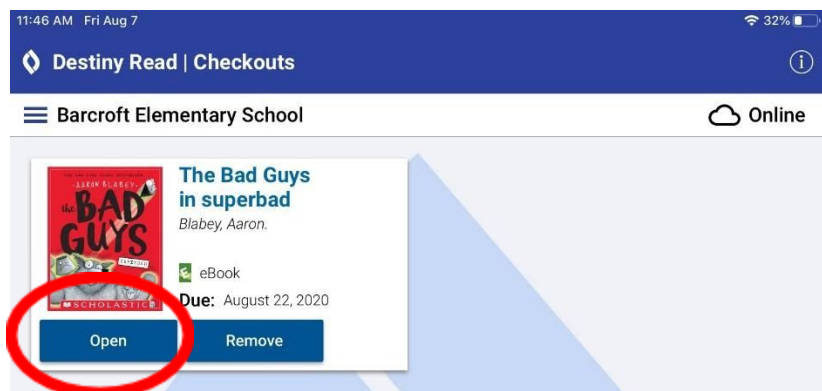 11:46 AM Fri Aug 7
32%
Destiny Read | Checkouts
Barcroft Elementary School
Online
AARON BLABEY
the BAD GUYS
SCHOLASTIC
The Bad Guys
in superbad
Blabey, Aaron.
eBook
Due: August 22, 2020
Open
Remove